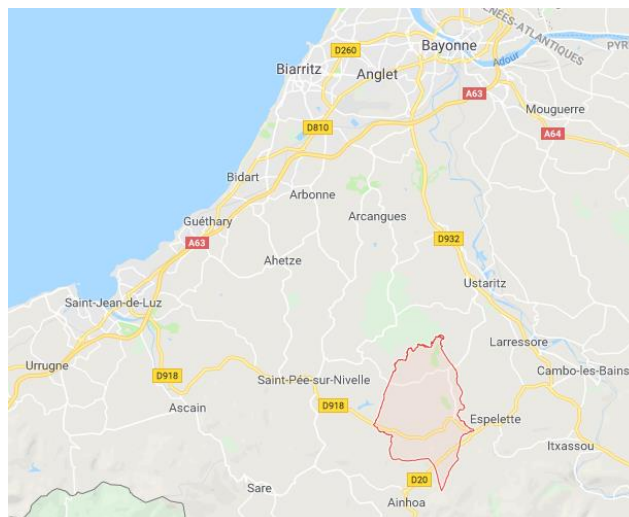 ÉNÉES-ATLANTIQUES
D260
Bayonne
Biarritz
Anglet
Adour
PYR
A63
Mouguerre
D810
A64
Bidart
Arbonne
Arcangues
Guéthary
A63
D932
Ahetze
Ustaritz
Saint-Jean-de-Luz
Larressore
Urrugne
D918
Saint-Pée-sur-Nivelle
Cambo-les-Bains
Ascain
D918
Espelette
Itxassou
Sare
D20
Ainhoa